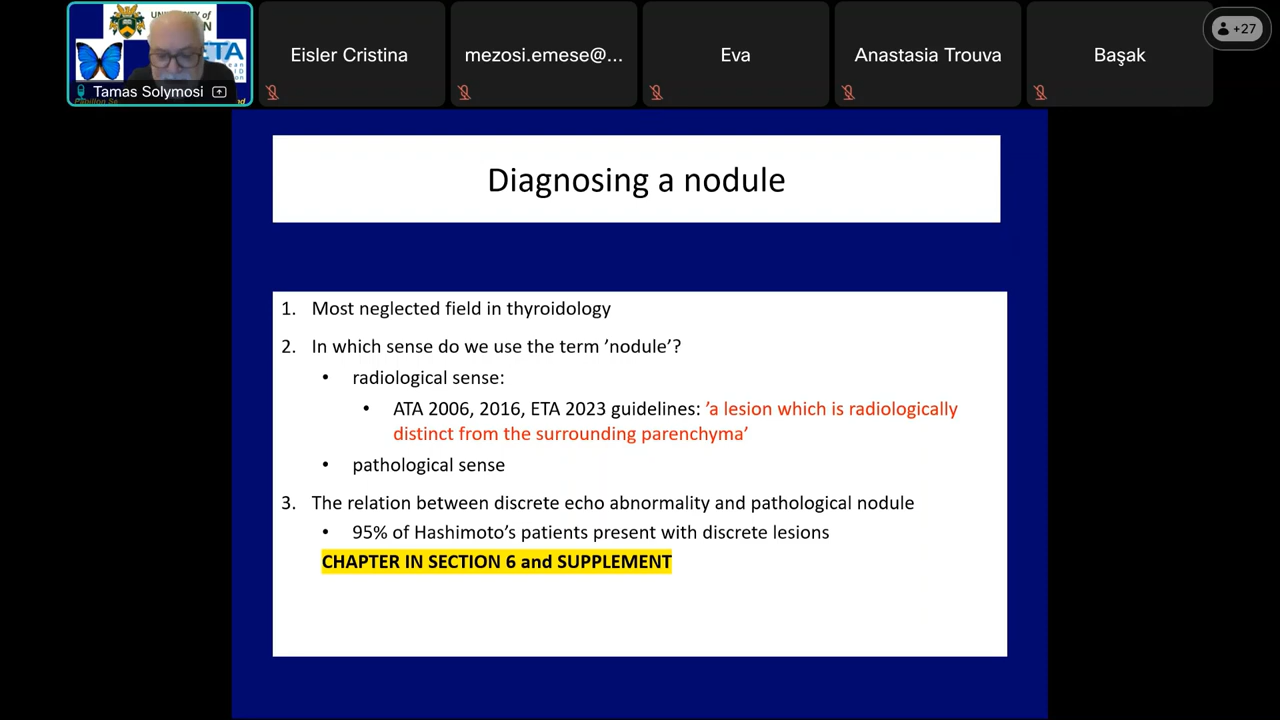 UNIVERSITY of
ETA
Tamas Solymosi
Eisler Cristina
mezosi.emese@...
Eva
Anastasia Trouva
Başak
+27
Diagnosing a nodule
1. Most neglected field in thyroidology
2. In which sense do we use the term ’nodule’?
• radiological sense:
• ATA 2006, 2016, ETA 2023 guidelines: ’a lesion which is radiologically
distinct from the surrounding parenchyma’
• pathological sense
3. The relation between discrete echo abnormality and pathological nodule
• 95% of Hashimoto’s patients present with discrete lesions
CHAPTER IN SECTION 6 and SUPPLEMENT